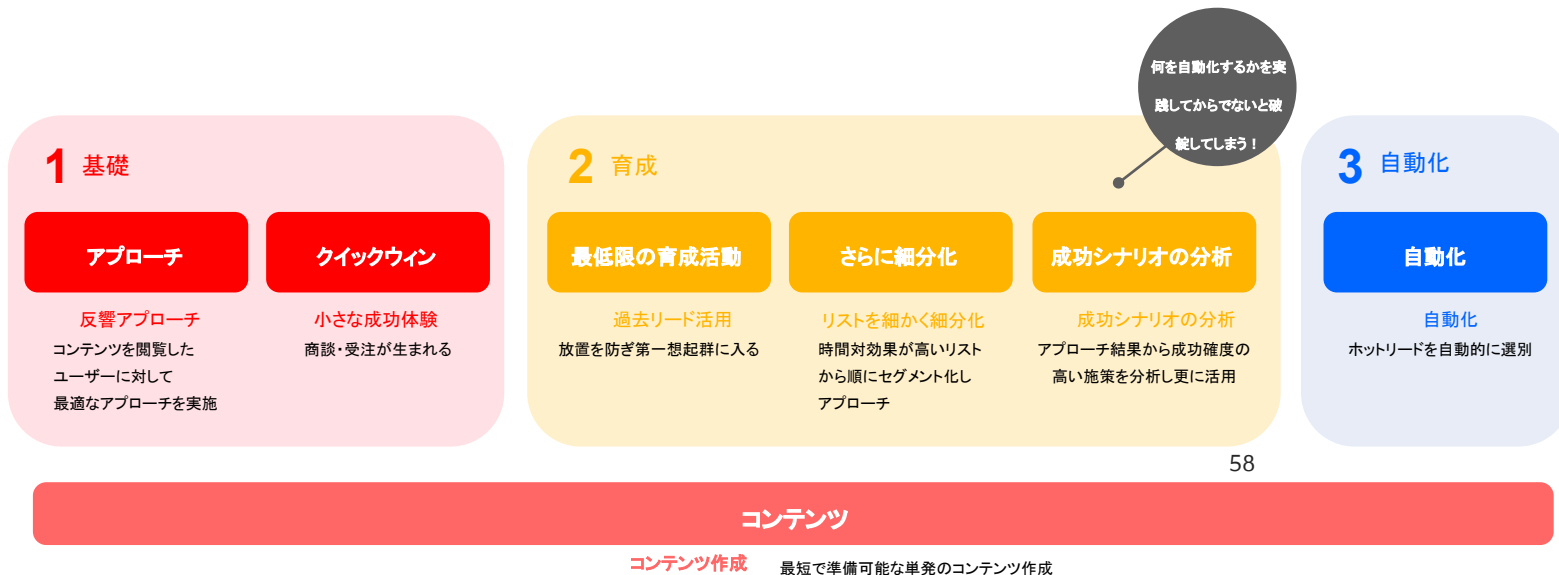 何を自動化するかを実
践してからでないと破
綻してしまう！
1 基礎
アプローチ
クイックウィン
反響アプローチ
コンテンツを閲覧した
ユーザーに対して
最適なアプローチを実施
小さな成功体験
商談・受注が生まれる
2 育成
最低限の育成活動
さらに細分化
成功シナリオの分析
過去リード活用
放置を防ぎ第一想起群に入る
リストを細かく細分化
時間対効果が高いリスト
から順にセグメント化し
アプローチ
成功シナリオの分析
アプローチ結果から成功確度の
高い施策を分析し更に活用
3 自動化
自動化
自動化
ホットリードを自動的に選別
58
コンテンツ
コンテンツ作成 最短で準備可能な単発のコンテンツ作成